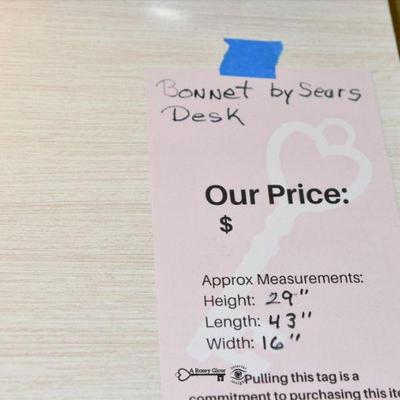 Bonnet by Sears
Desk
Our Price:
$
Approx Measurements:
Height: 29"
Length: 43"
Width: 16"
A Rosey Glow
Pulling this tag is a
commitment to purchasing this ite